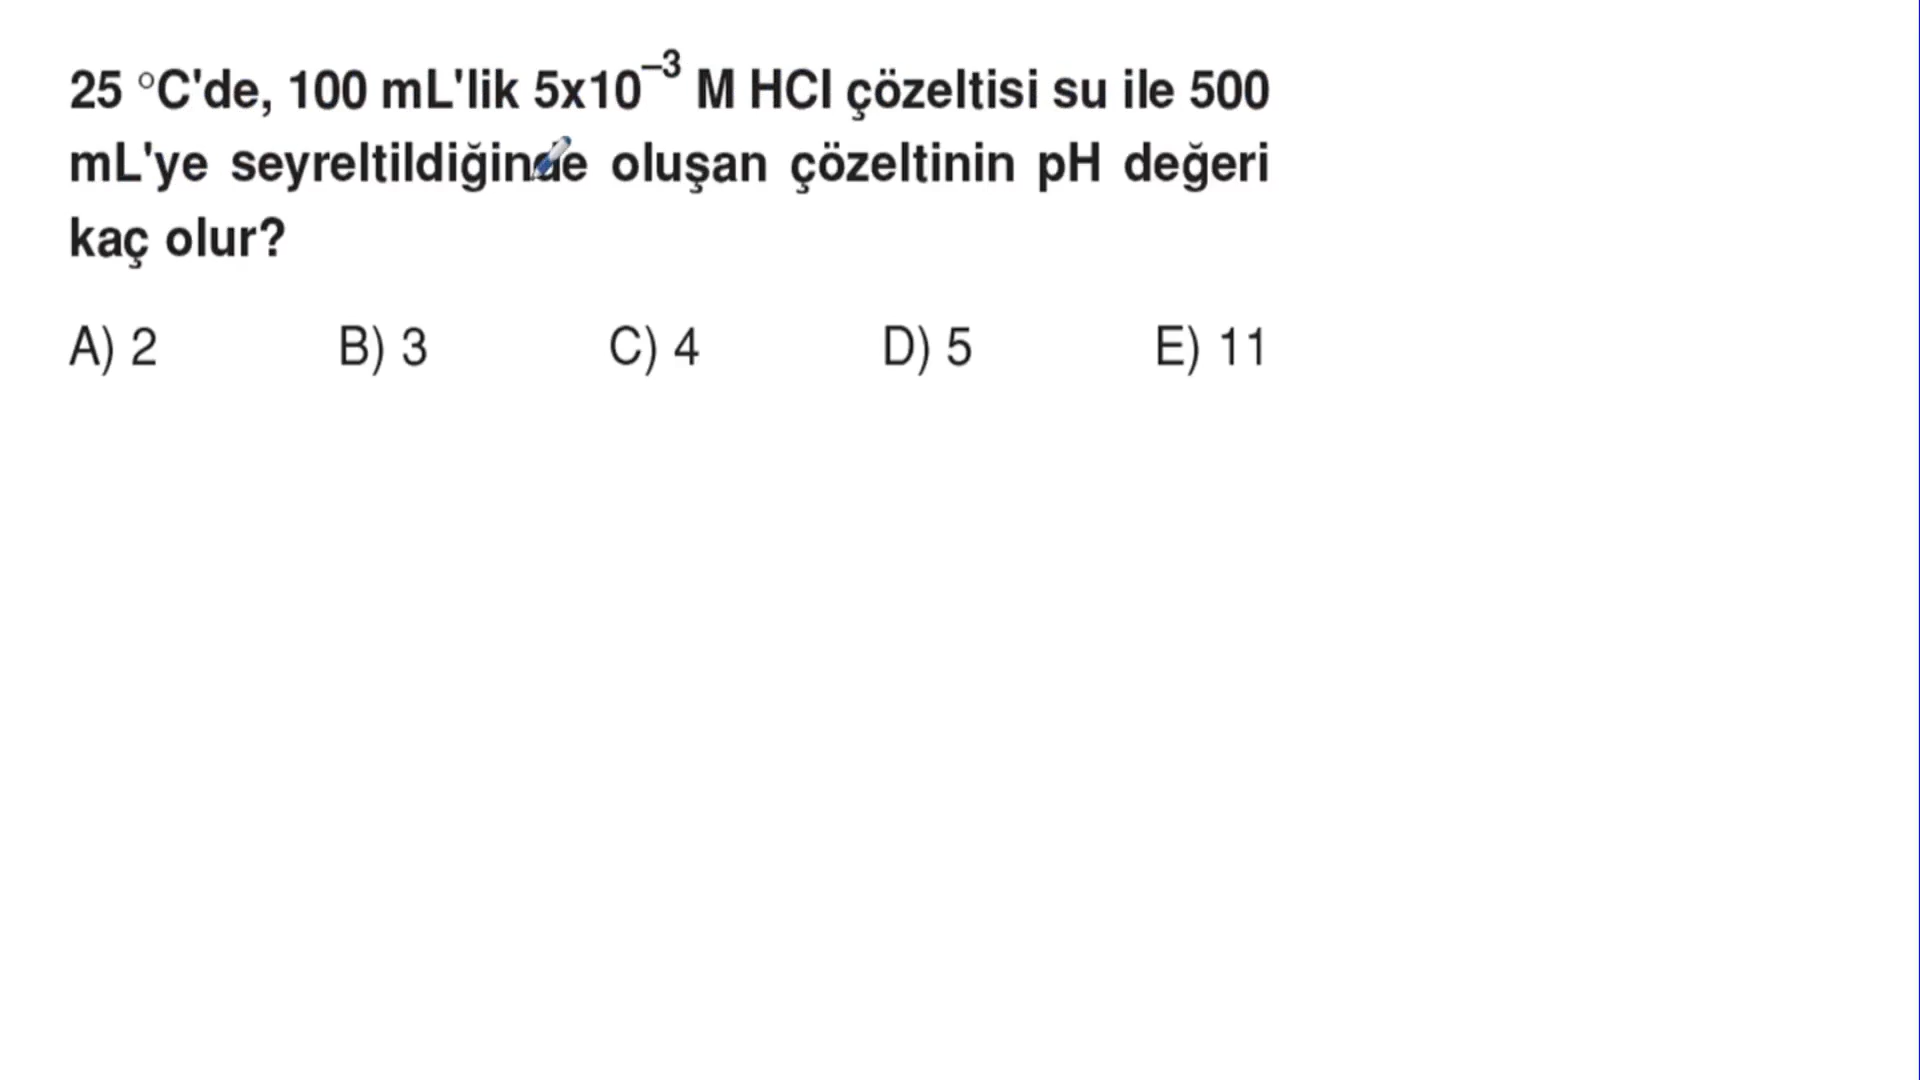 25 °C'de, 100 mL'lik 5x10⁻³ M HCl çözeltisi su ile 500
mL'ye seyreltildiğinde oluşan çözeltinin pH değeri
kaç olur?
A) 2 B) 3 C) 4 D) 5 E) 11